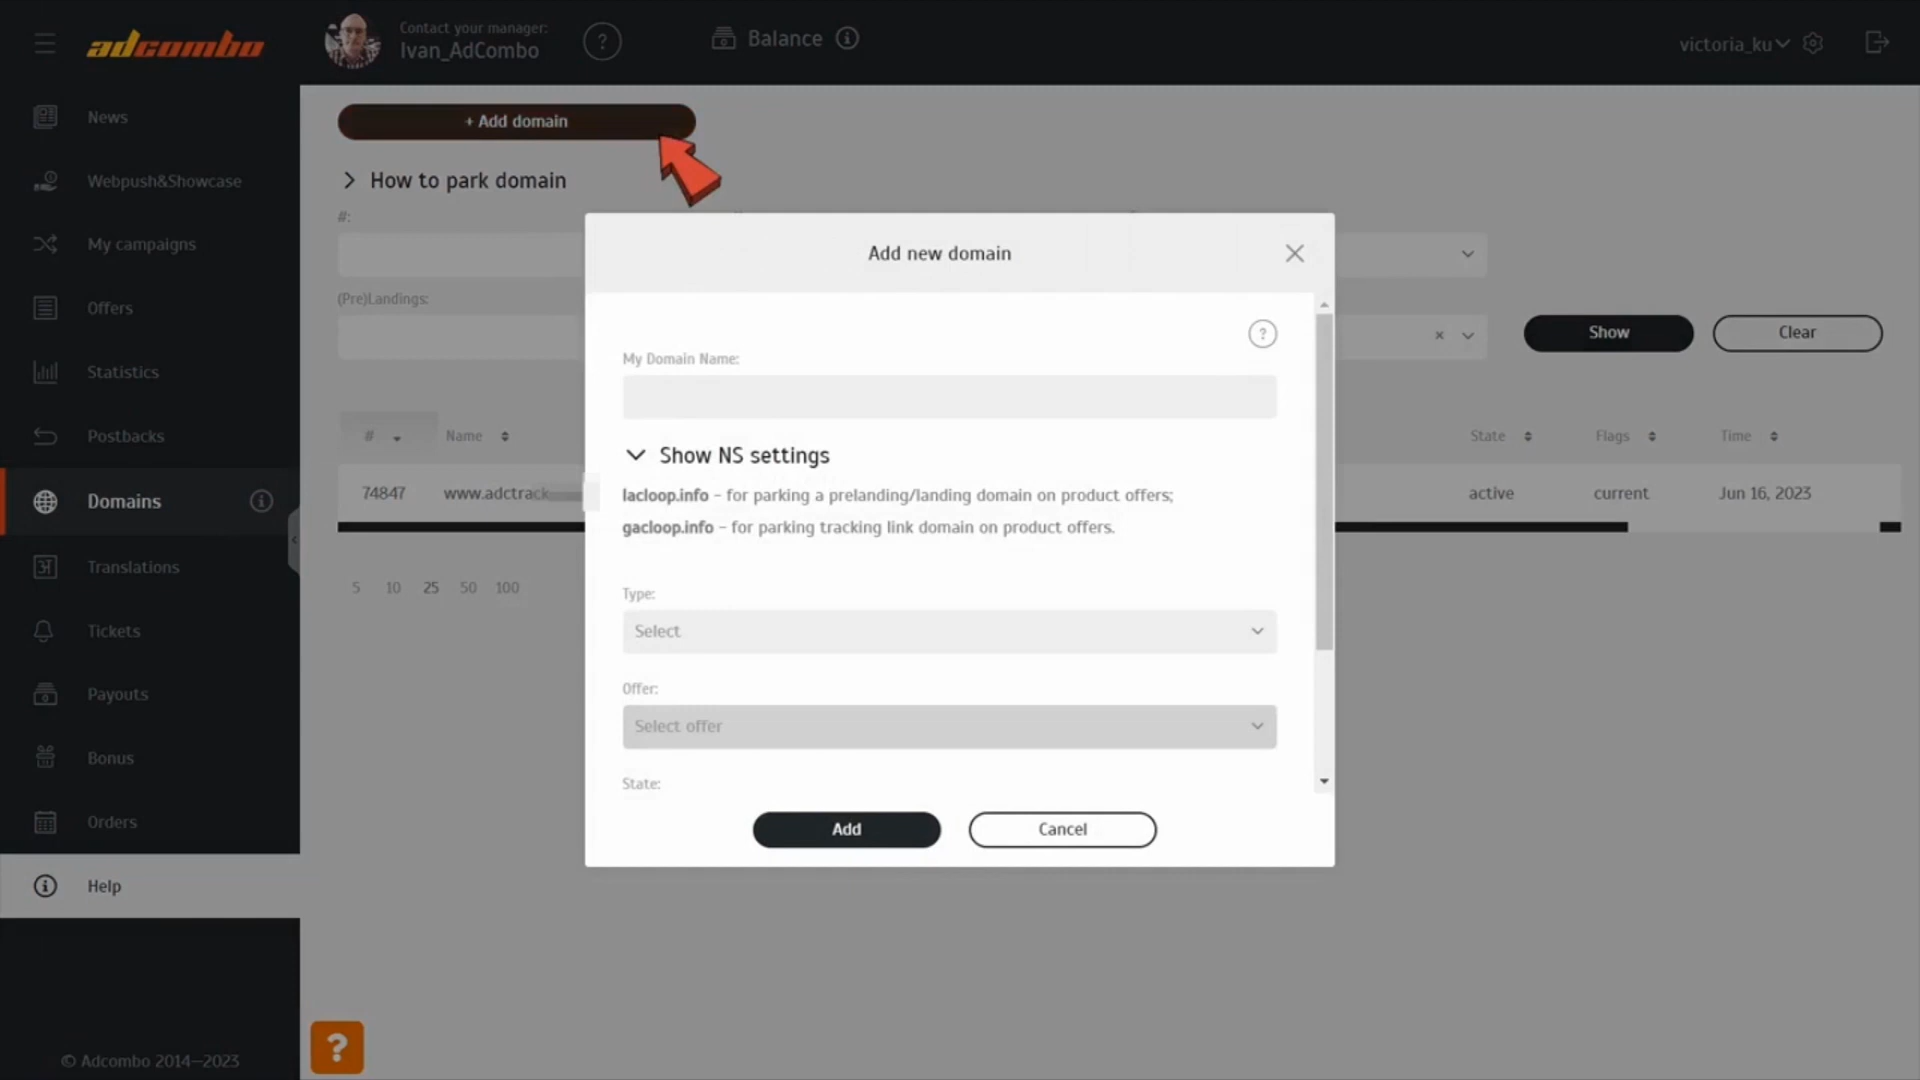 adcombo
Contact your manager:
Ivan_AdCombo
?
Balance
victoria_ku
News
Webpush&Showcase
My campaigns
Offers
Statistics
Postbacks
Domains
Translations
Tickets
Payouts
Bonus
Orders
Help
© Adcombo 2014—2023
+ Add domain
How to park domain
#:
(Pre)Landings:
Show
Clear
# Name State Flags Time
74847 www.adctrack active current Jun 16, 2023
5 10 25 50 100
?
Add new domain
?
My Domain Name:
Show NS settings
lacloop.info – for parking a prelanding/landing domain on product offers;
gacloop.info – for parking tracking link domain on product offers.
Type:
Select
Offer:
Select offer
State:
Add
Cancel